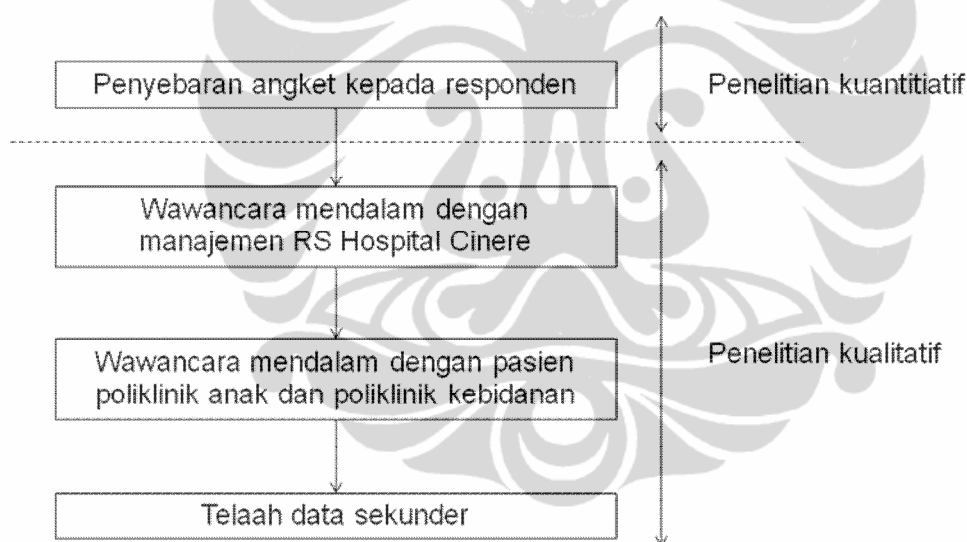 Penyebaran angket kepada responden
Penelitian kuantitiatif
Wawancara mendalam dengan
manajemen RS Hospital Cinere
Wawancara mendalam dengan pasien
poliklinik anak dan poliklinik kebidanan
Penelitian kualitatif
Telaah data sekunder